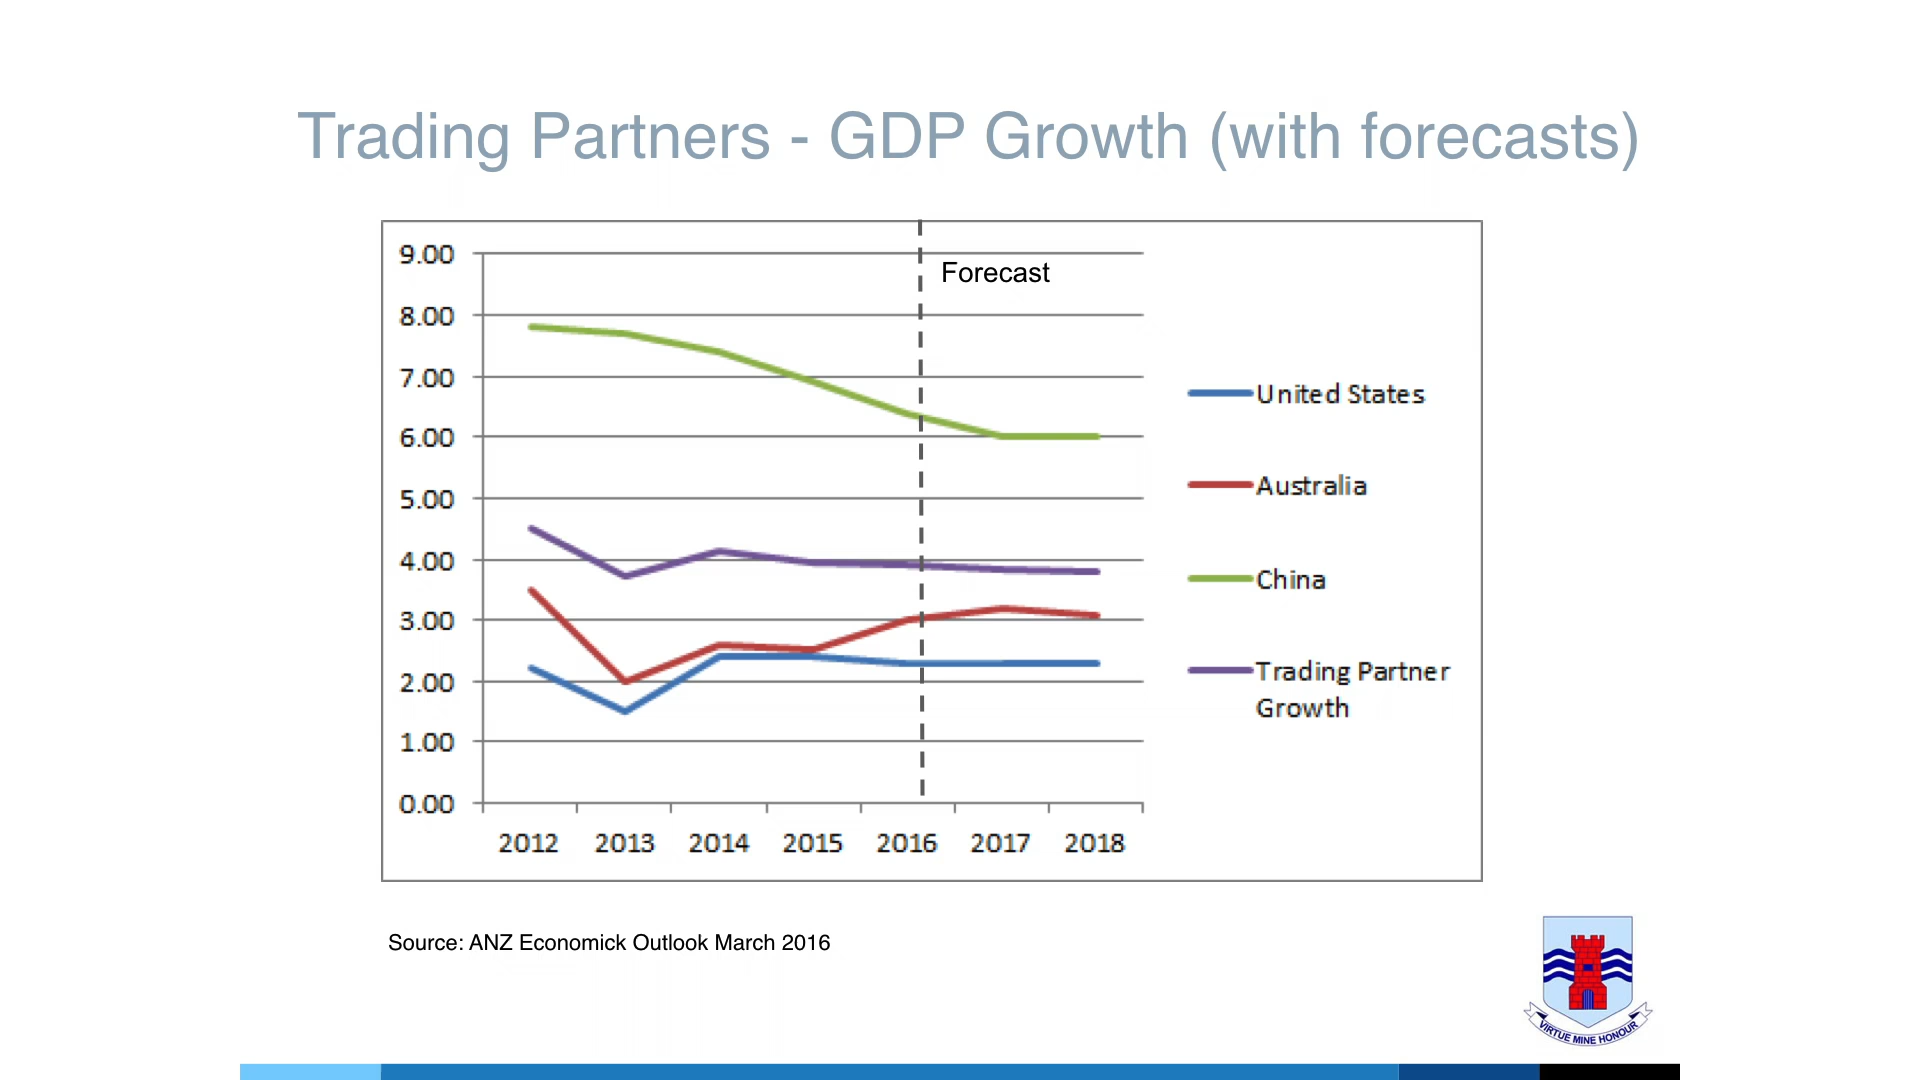 Trading Partners - GDP Growth (with forecasts)
9.00
8.00
7.00
6.00
5.00
4.00
3.00
2.00
1.00
0.00
Forecast
2012 2013 2014 2015 2016 2017 2018
United States
Australia
China
Trading Partner
Growth
Source: ANZ Economick Outlook March 2016
VIRTUE MINE HONOUR